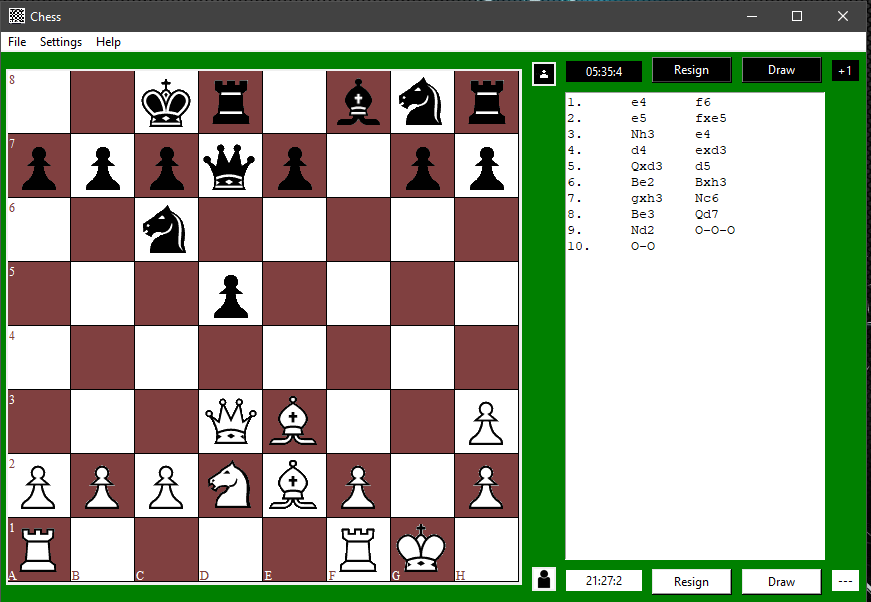 Chess
File Settings Help
05:35:4 Resign Draw +1
8
7
6
5
4
3
2
1
A B C D E F G H
1. e4 f6
2. e5 fxe5
3. Nh3 e4
4. d4 exd3
5. Qxd3 d5
6. Be2 Bxh3
7. gxh3 Nc6
8. Be3 Qd7
9. Nd2 O-O-O
10. O-O
21:27:2 Resign Draw ---